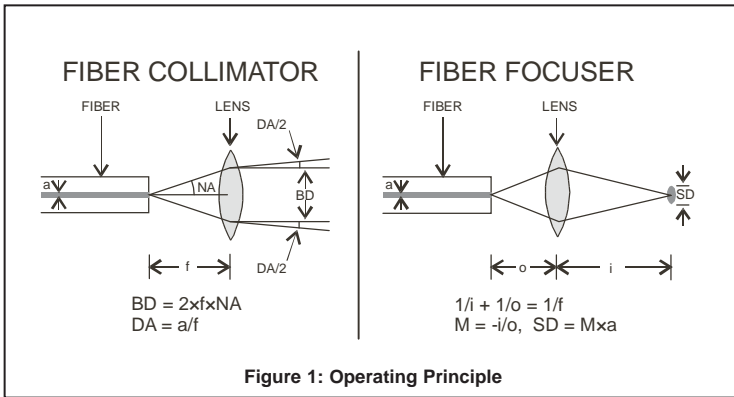 FIBER COLLIMATOR
FIBER
LENS
DA/2
a
NA
BD
f
DA/2
BD = 2×f×NA
DA = a/f
FIBER FOCUSER
FIBER
LENS
a
SD
o
i
1/i + 1/o = 1/f
M = -i/o, SD = M×a
Figure 1: Operating Principle